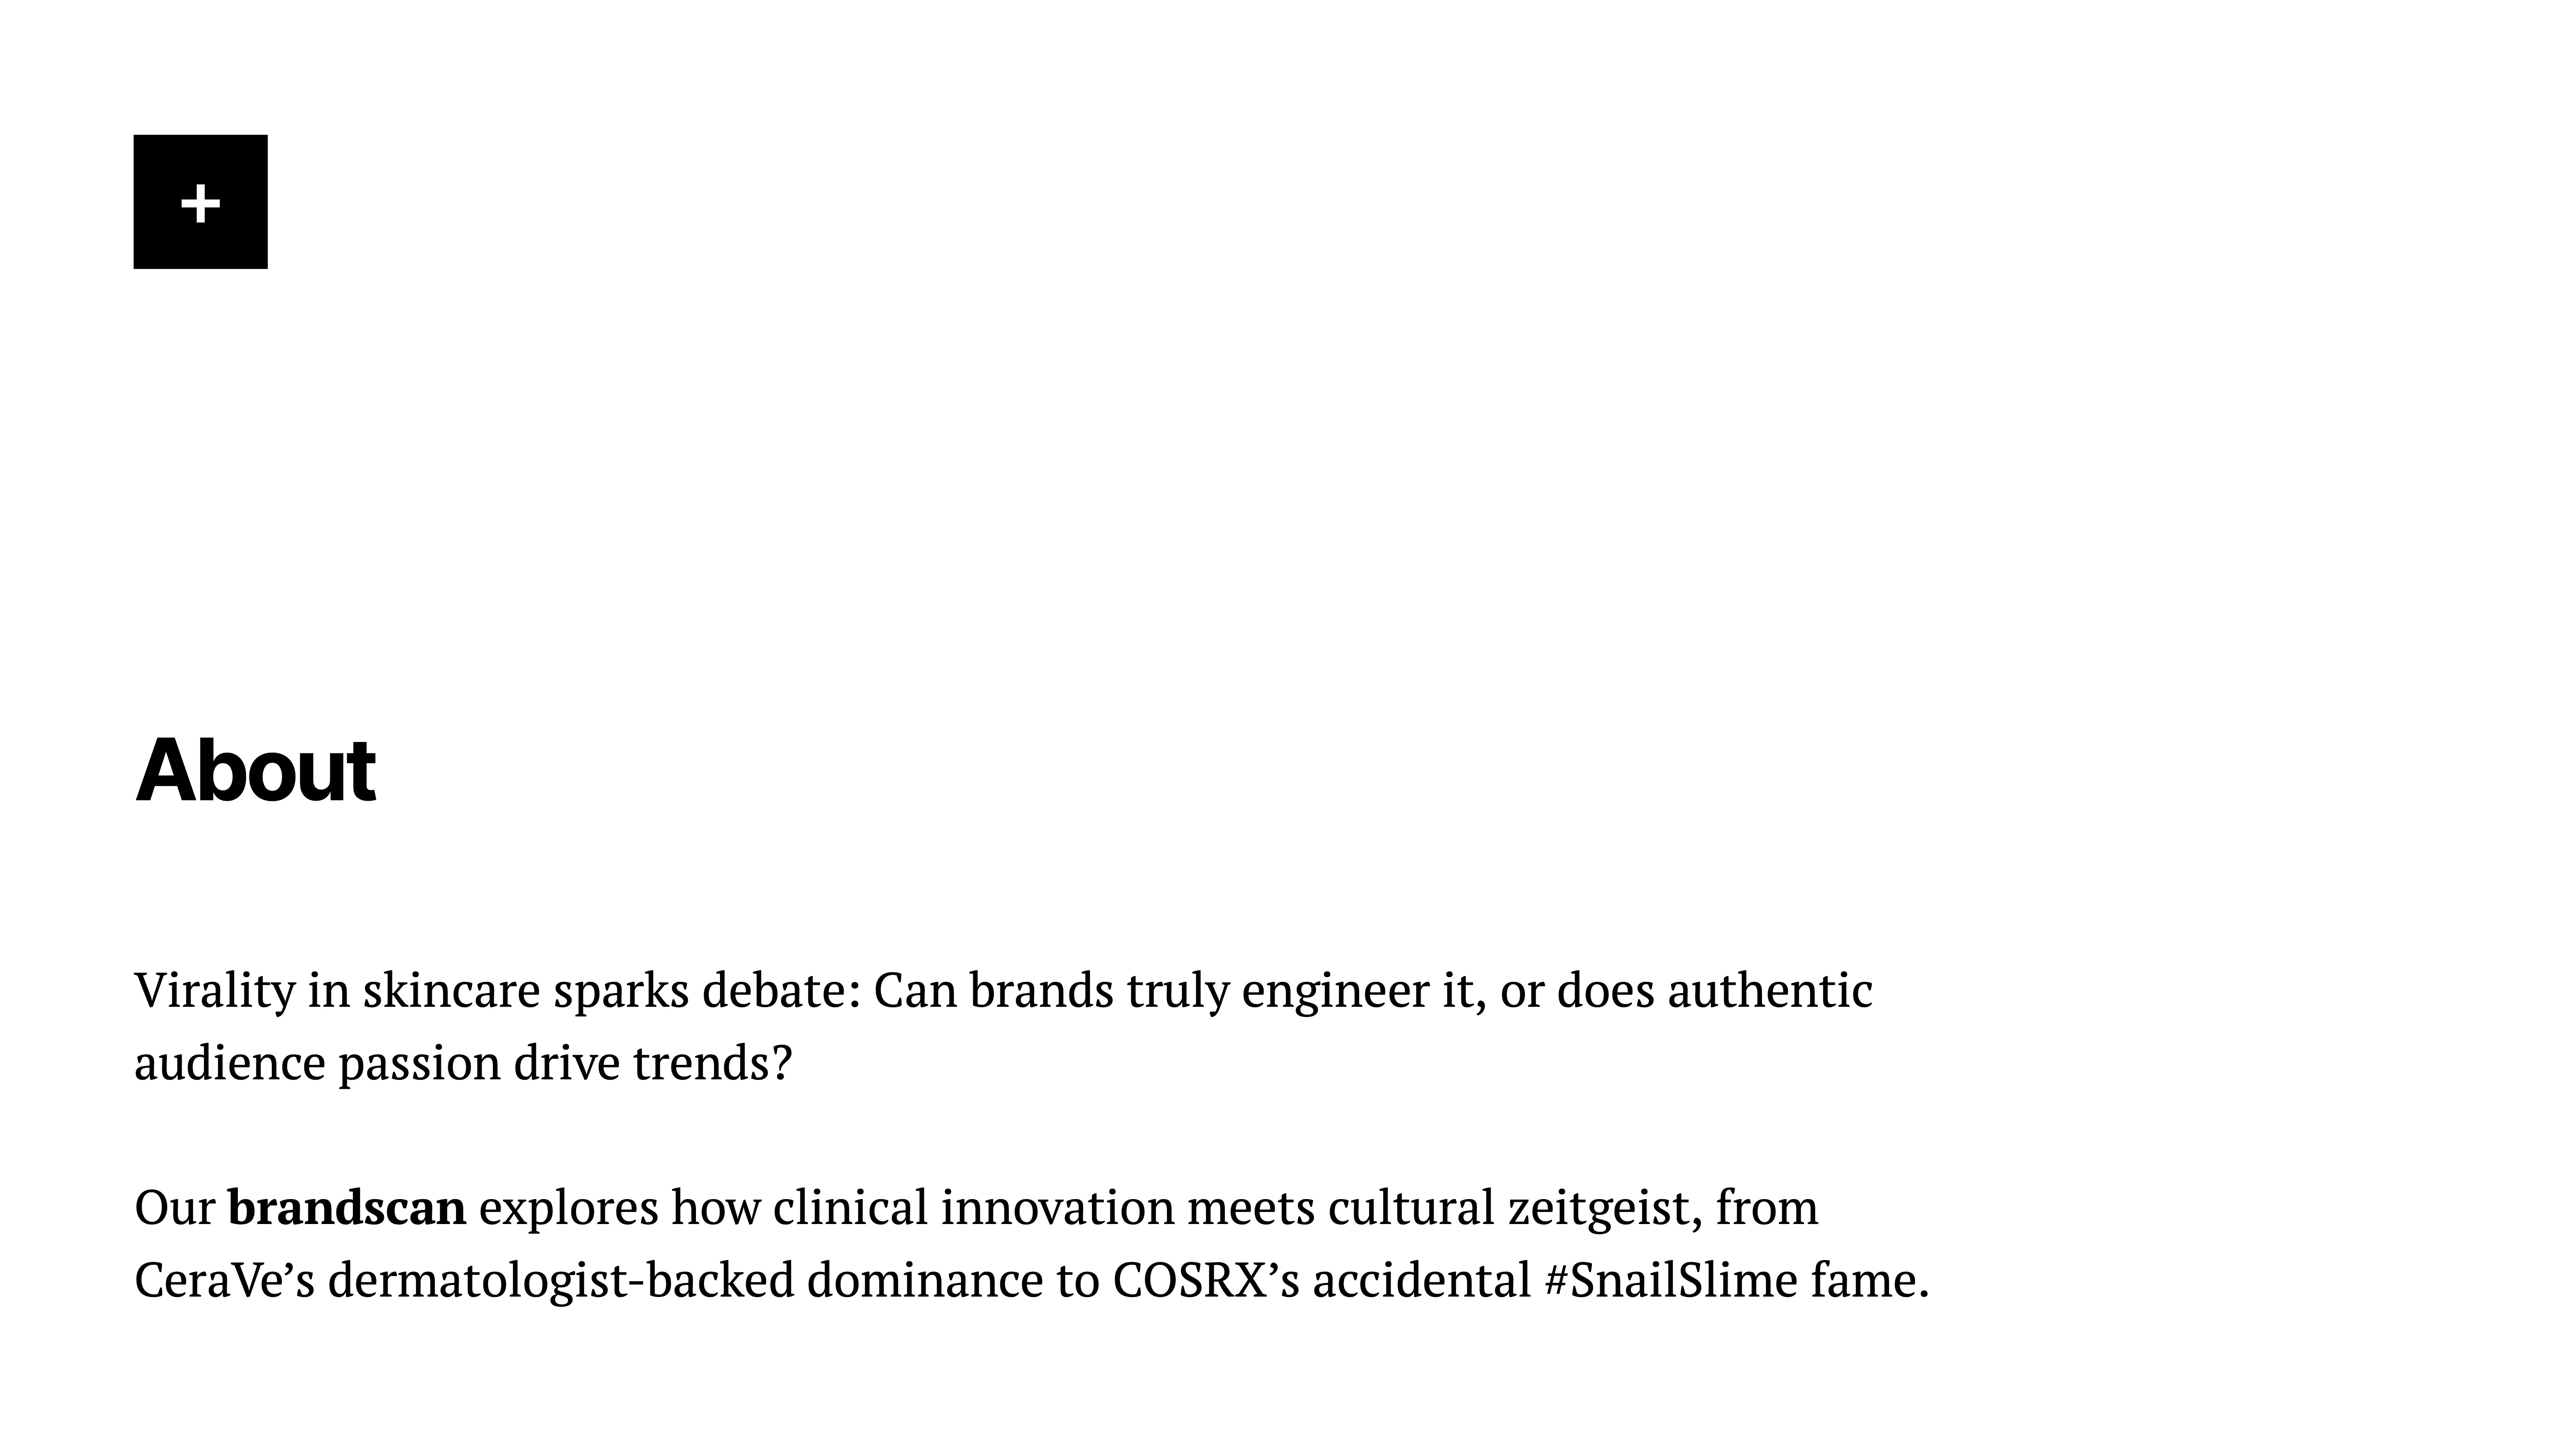 +
About
Virality in skincare sparks debate: Can brands truly engineer it, or does authentic
audience passion drive trends?
Our brandscan explores how clinical innovation meets cultural zeitgeist, from
CeraVe’s dermatologist-backed dominance to COSRX’s accidental #SnailSlime fame.